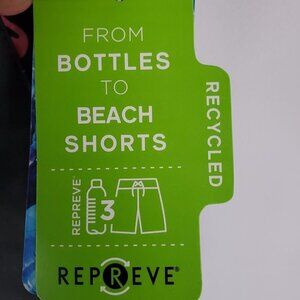 FROM
BOTTLES
TO
BEACH
SHORTS
RECYCLED
REPREVE
3
REPREVE®